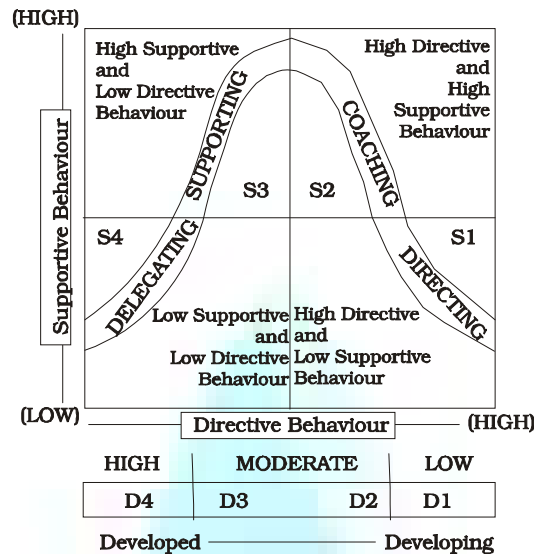 (HIGH)
High Supportive
and
Low Directive
Behaviour
High Directive
and
High
Supportive
Behaviour
SUPPORTING
COACHING
S3
S2
Supportive Behaviour
S4
S1
DELEGATING
DIRECTING
Low Supportive
and
Low Directive
Behaviour
High Directive
and
Low Supportive
Behaviour
(LOW)
Directive Behaviour
(HIGH)
HIGH
MODERATE
LOW
D4
D3
D2
D1
Developed
Developing